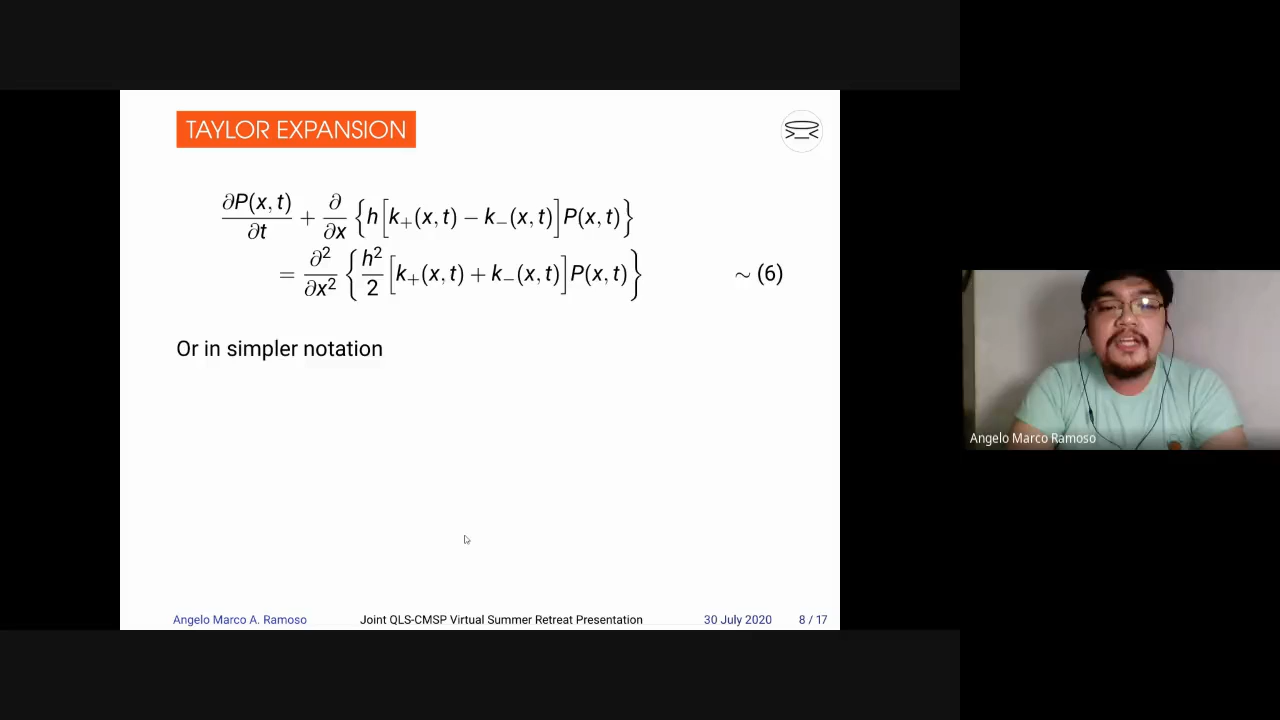 TAYLOR EXPANSION
∂P(x, t)/∂t + ∂/∂x {h[k₊(x, t) − k₋(x, t)]P(x, t)}
= ∂²/∂x² {h²/2 [k₊(x, t) + k₋(x, t)]P(x, t)} ∼ (6)
Or in simpler notation
Angelo Marco Ramoso
Angelo Marco A. Ramoso Joint QLS-CMSP Virtual Summer Retreat Presentation 30 July 2020 8 / 17